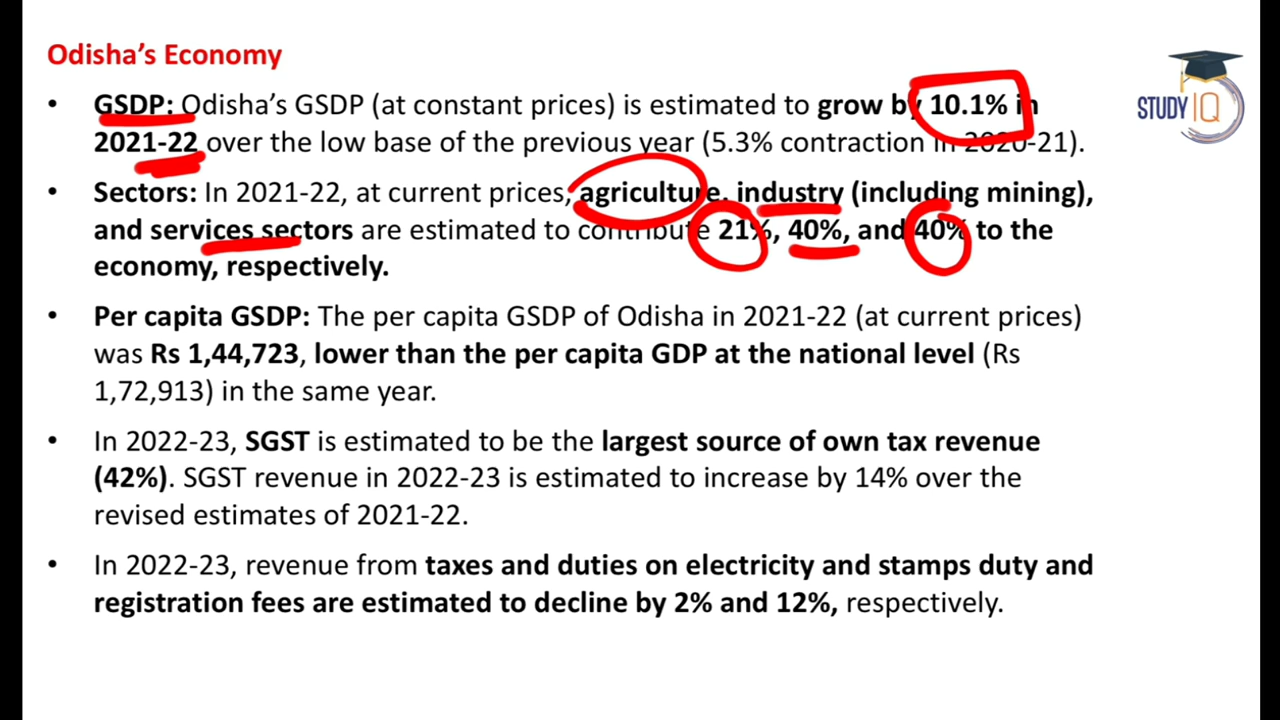 Odisha's Economy
• GSDP: Odisha's GSDP (at constant prices) is estimated to grow by 10.1% in
2021-22 over the low base of the previous year (5.3% contraction in 2020-21).
• Sectors: In 2021-22, at current prices, agriculture, industry (including mining),
and services sectors are estimated to contribute 21%, 40%, and 40% to the
economy, respectively.
• Per capita GSDP: The per capita GSDP of Odisha in 2021-22 (at current prices)
was Rs 1,44,723, lower than the per capita GDP at the national level (Rs
1,72,913) in the same year.
• In 2022-23, SGST is estimated to be the largest source of own tax revenue
(42%). SGST revenue in 2022-23 is estimated to increase by 14% over the
revised estimates of 2021-22.
• In 2022-23, revenue from taxes and duties on electricity and stamps duty and
registration fees are estimated to decline by 2% and 12%, respectively.
STUDY IQ